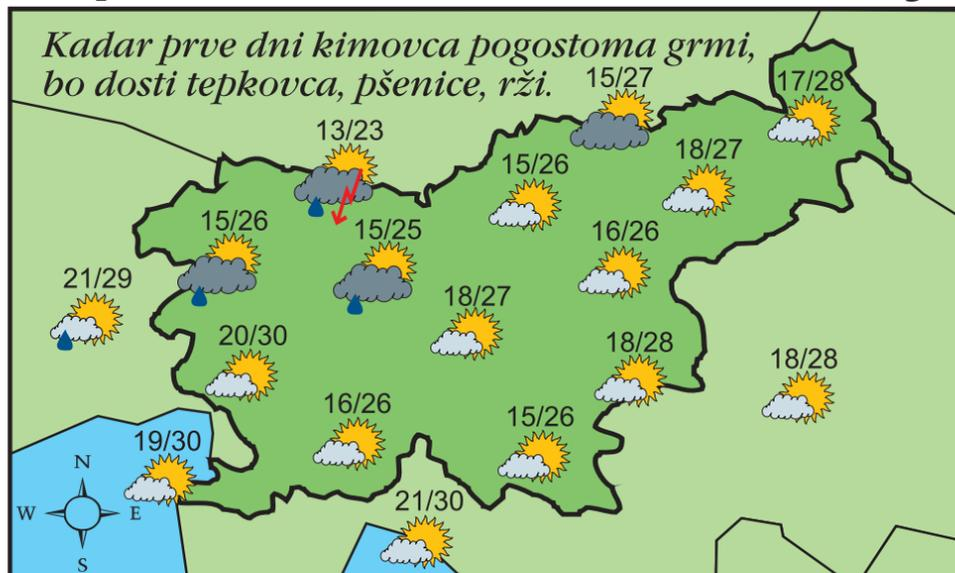 Kadar prve dni kimovca pogostoma grmi,
bo dosti tepkovca, pšenice, rži.
15/27
17/28
13/23
15/26
18/27
15/26
15/25
16/26
21/29
18/27
20/30
18/28
18/28
16/26
15/26
19/30
21/30
N
W
E
S